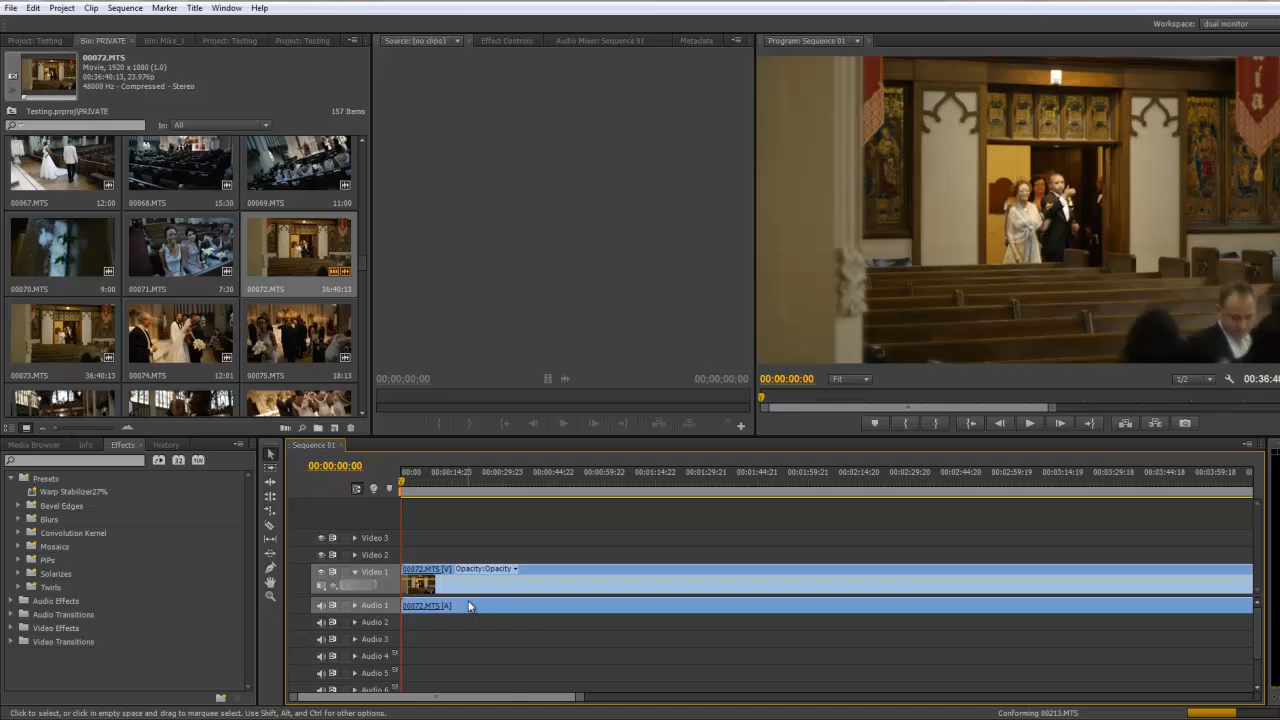 File Edit Project Clip Sequence Marker Title Window Help
Workspace: dual monitor
Project: Testing Bin: PRIVATE Bin: Mike_1 Project: Testing Project: Testing
Source: (no clips) Effect Controls Audio Mixer: Sequence 01 Metadata
Program: Sequence 01
00072.MTS
Movie, 1920 x 1080 (1.0)
00:36:40:13, 23.976p
48000 Hz - Compressed - Stereo
Testing.prproj\PRIVATE 157 Items
In: All
00067.MTS 12:00 00068.MTS 15:30 00069.MTS 11:00
00070.MTS 9:00 00071.MTS 7:30 00072.MTS 36:40:13
00073.MTS 36:40:13 00074.MTS 12:01 00075.MTS 18:13
00;00;00;00 00;00;00;00
00:00:00:00 Fit 1/2 00:36:40
Media Browser Info Effects History
Presets
Warp Stabilizer27%
Bevel Edges
Blurs
Convolution Kernel
Mosaics
PiPs
Solarizes
Twirls
Audio Effects
Audio Transitions
Video Effects
Video Transitions
Sequence 01
00:00:00:00
00:00 00:00:14:23 00:00:29:23 00:00:44:22 00:00:59:22 00:01:14:22 00:01:29:21 00:01:44:21 00:01:59:21 00:02:14:20 00:02:29:20 00:02:44:20 00:02:59:19 00:03:14:19 00:03:29:18 00:03:44:18 00:03:59:18
Video 3
Video 2
Video 1 00072.MTS [V] Opacity:Opacity
Audio 1 00072.MTS [A]
Audio 2
Audio 3
Audio 4
Audio 5
Audio 6
Click to select, or click in empty space and drag to marquee select. Use Shift, Alt, and Ctrl for other options.
Conforming 00213.MTS